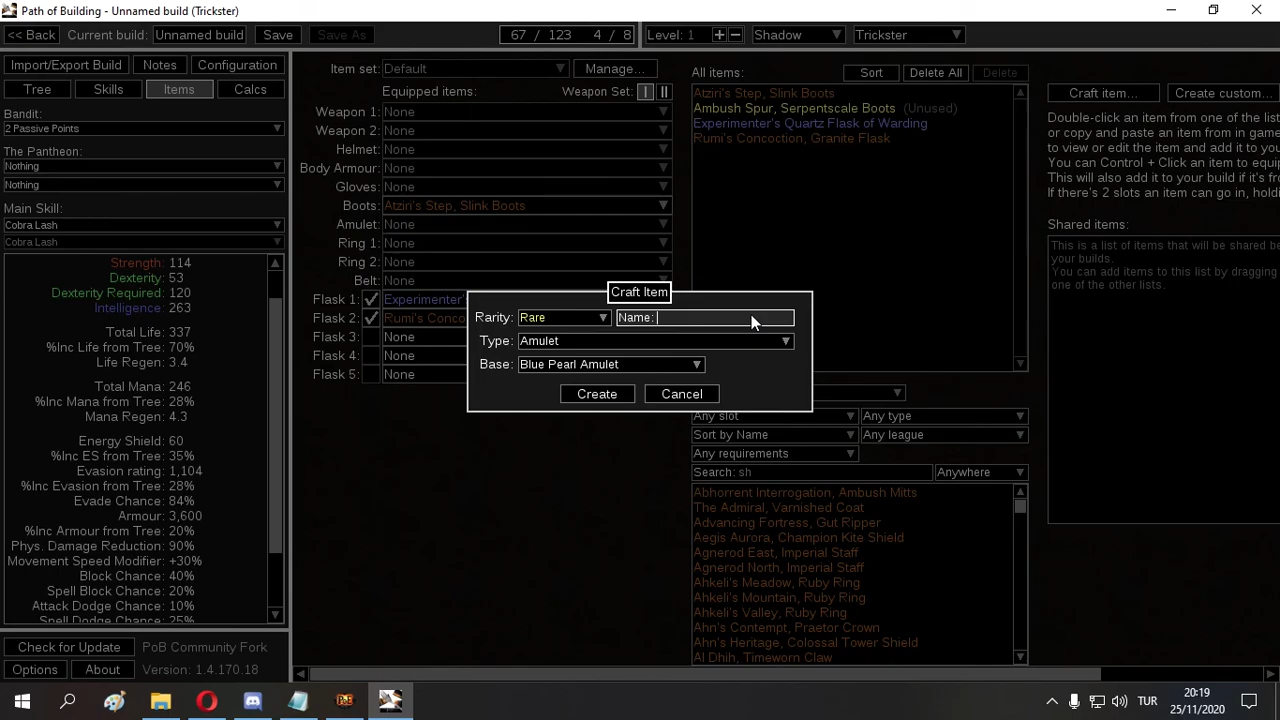 Path of Building - Unnamed build (Trickster)
<< Back
Current build:
Unnamed build
Save
Save As
67 / 123 4 / 8
Level: 1
Shadow
Trickster
Import/Export Build
Notes
Configuration
Tree
Skills
Items
Calcs
Bandit:
2 Passive Points
The Pantheon:
Nothing
Nothing
Main Skill:
Cobra Lash
Cobra Lash
Strength: 114
Dexterity: 53
Dexterity Required: 120
Intelligence: 263
Total Life: 337
%Inc Life from Tree: 70%
Life Regen: 3.4
Total Mana: 246
%Inc Mana from Tree: 28%
Mana Regen: 4.3
Energy Shield: 60
%Inc ES from Tree: 35%
Evasion rating: 1,104
%Inc Evasion from Tree: 28%
Evade Chance: 84%
Armour: 3,600
%Inc Armour from Tree: 20%
Phys. Damage Reduction: 90%
Movement Speed Modifier: +30%
Block Chance: 40%
Spell Block Chance: 20%
Attack Dodge Chance: 10%
Spell Dodge Chance: 25%
Check for Update
PoB Community Fork
Options
About
Version: 1.4.170.18
Item set:
Default
Manage...
Equipped items:
Weapon Set:
I
II
Weapon 1: None
Weapon 2: None
Helmet: None
Body Armour: None
Gloves: None
Boots: Atziri's Step, Slink Boots
Amulet: None
Ring 1: None
Ring 2: None
Belt: None
Flask 1: Experimenter'
Flask 2: Rumi's Conco
Flask 3: None
Flask 4: None
Flask 5: None
Craft Item
Rarity: Rare
Name:
Type: Amulet
Base: Blue Pearl Amulet
Create
Cancel
All items:
Sort
Delete All
Delete
Atziri's Step, Slink Boots
Ambush Spur, Serpentscale Boots (Unused)
Experimenter's Quartz Flask of Warding
Rumi's Concoction, Granite Flask
Any slot
Any type
Sort by Name
Any league
Any requirements
Search: sh
Anywhere
Abhorrent Interrogation, Ambush Mitts
The Admiral, Varnished Coat
Advancing Fortress, Gut Ripper
Aegis Aurora, Champion Kite Shield
Agnerod East, Imperial Staff
Agnerod North, Imperial Staff
Ahkeli's Meadow, Ruby Ring
Ahkeli's Mountain, Ruby Ring
Ahkeli's Valley, Ruby Ring
Ahn's Contempt, Praetor Crown
Ahn's Heritage, Colossal Tower Shield
Al Dhih, Timeworn Claw
Craft item...
Create custom...
Double-click an item from one of the list
or copy and paste an item from in game
to view or edit the item and add it to you
You can Control + Click an item to equip
This will also add it to your build if it's fro
If there's 2 slots an item can go in, holdi
Shared items:
This is a list of items that will be shared be
your builds.
You can add items to this list by dragging
one of the other lists.
TUR
20:19
25/11/2020